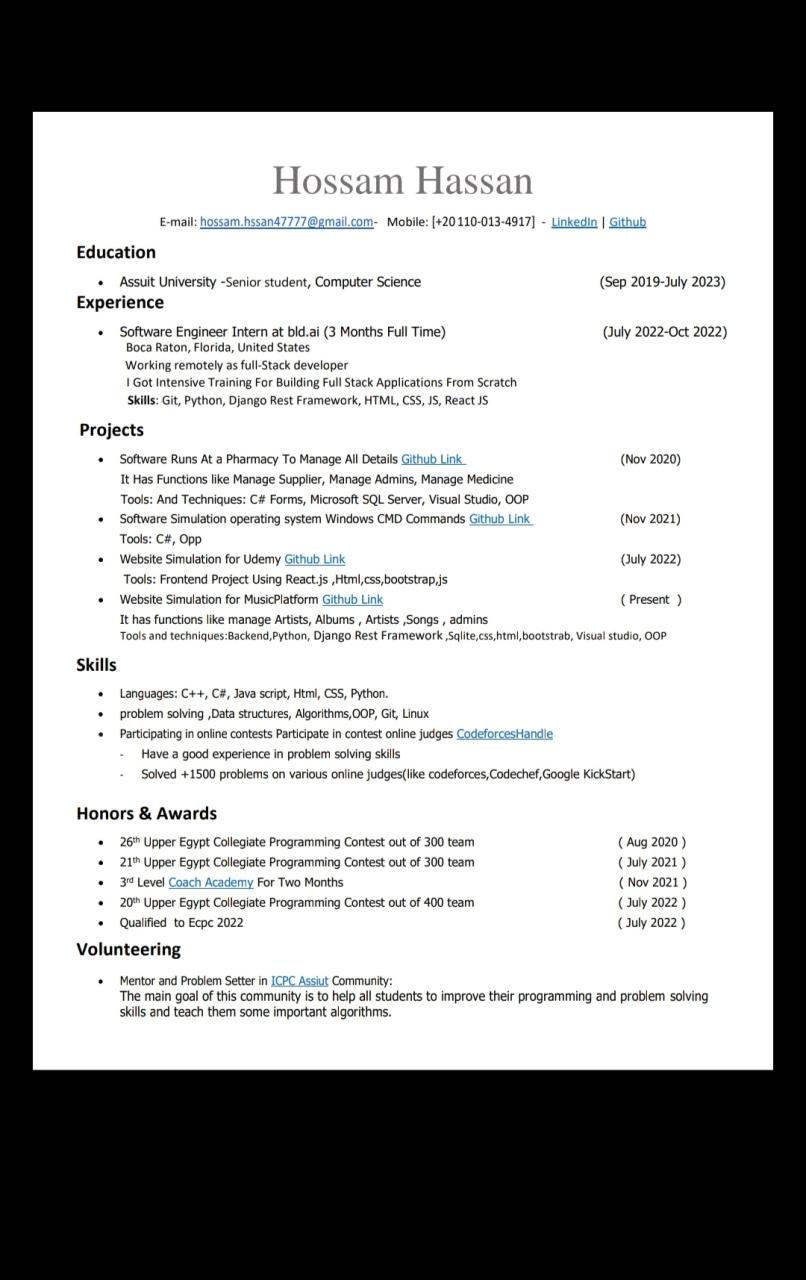 Hossam Hassan
E-mail: hossam.hssan47777@gmail.com- Mobile: [+20110-013-4917] - LinkedIn | Github
Education
• Assuit University -Senior student, Computer Science (Sep 2019-July 2023)
Experience
• Software Engineer Intern at bld.ai (3 Months Full Time) (July 2022-Oct 2022)
Boca Raton, Florida, United States
Working remotely as full-Stack developer
I Got Intensive Training For Building Full Stack Applications From Scratch
Skills: Git, Python, Django Rest Framework, HTML, CSS, JS, React JS
Projects
• Software Runs At a Pharmacy To Manage All Details Github Link (Nov 2020)
It Has Functions like Manage Supplier, Manage Admins, Manage Medicine
Tools: And Techniques: C# Forms, Microsoft SQL Server, Visual Studio, OOP
• Software Simulation operating system Windows CMD Commands Github Link (Nov 2021)
Tools: C#, Opp
• Website Simulation for Udemy Github Link (July 2022)
Tools: Frontend Project Using React.js ,Html,css,bootstrap,js
• Website Simulation for MusicPlatform Github Link ( Present )
It has functions like manage Artists, Albums , Artists ,Songs , admins
Tools and techniques:Backend,Python, Django Rest Framework ,Sqlite,css,html,bootstrab, Visual studio, OOP
Skills
• Languages: C++, C#, Java script, Html, CSS, Python.
• problem solving ,Data structures, Algorithms,OOP, Git, Linux
• Participating in online contests Participate in contest online judges CodeforcesHandle
- Have a good experience in problem solving skills
- Solved +1500 problems on various online judges(like codeforces,Codechef,Google KickStart)
Honors & Awards
• 26th Upper Egypt Collegiate Programming Contest out of 300 team ( Aug 2020 )
• 21th Upper Egypt Collegiate Programming Contest out of 300 team ( July 2021 )
• 3rd Level Coach Academy For Two Months ( Nov 2021 )
• 20th Upper Egypt Collegiate Programming Contest out of 400 team ( July 2022 )
• Qualified to Ecpc 2022 ( July 2022 )
Volunteering
• Mentor and Problem Setter in ICPC Assiut Community:
The main goal of this community is to help all students to improve their programming and problem solving
skills and teach them some important algorithms.